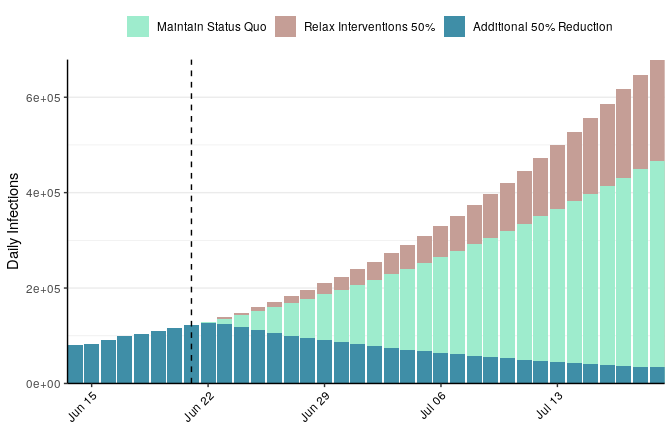 Maintain Status Quo Relax Interventions 50% Additional 50% Reduction
Daily Infections
6e+05
4e+05
2e+05
0e+00
Jun 15 Jun 22 Jun 29 Jul 06 Jul 13